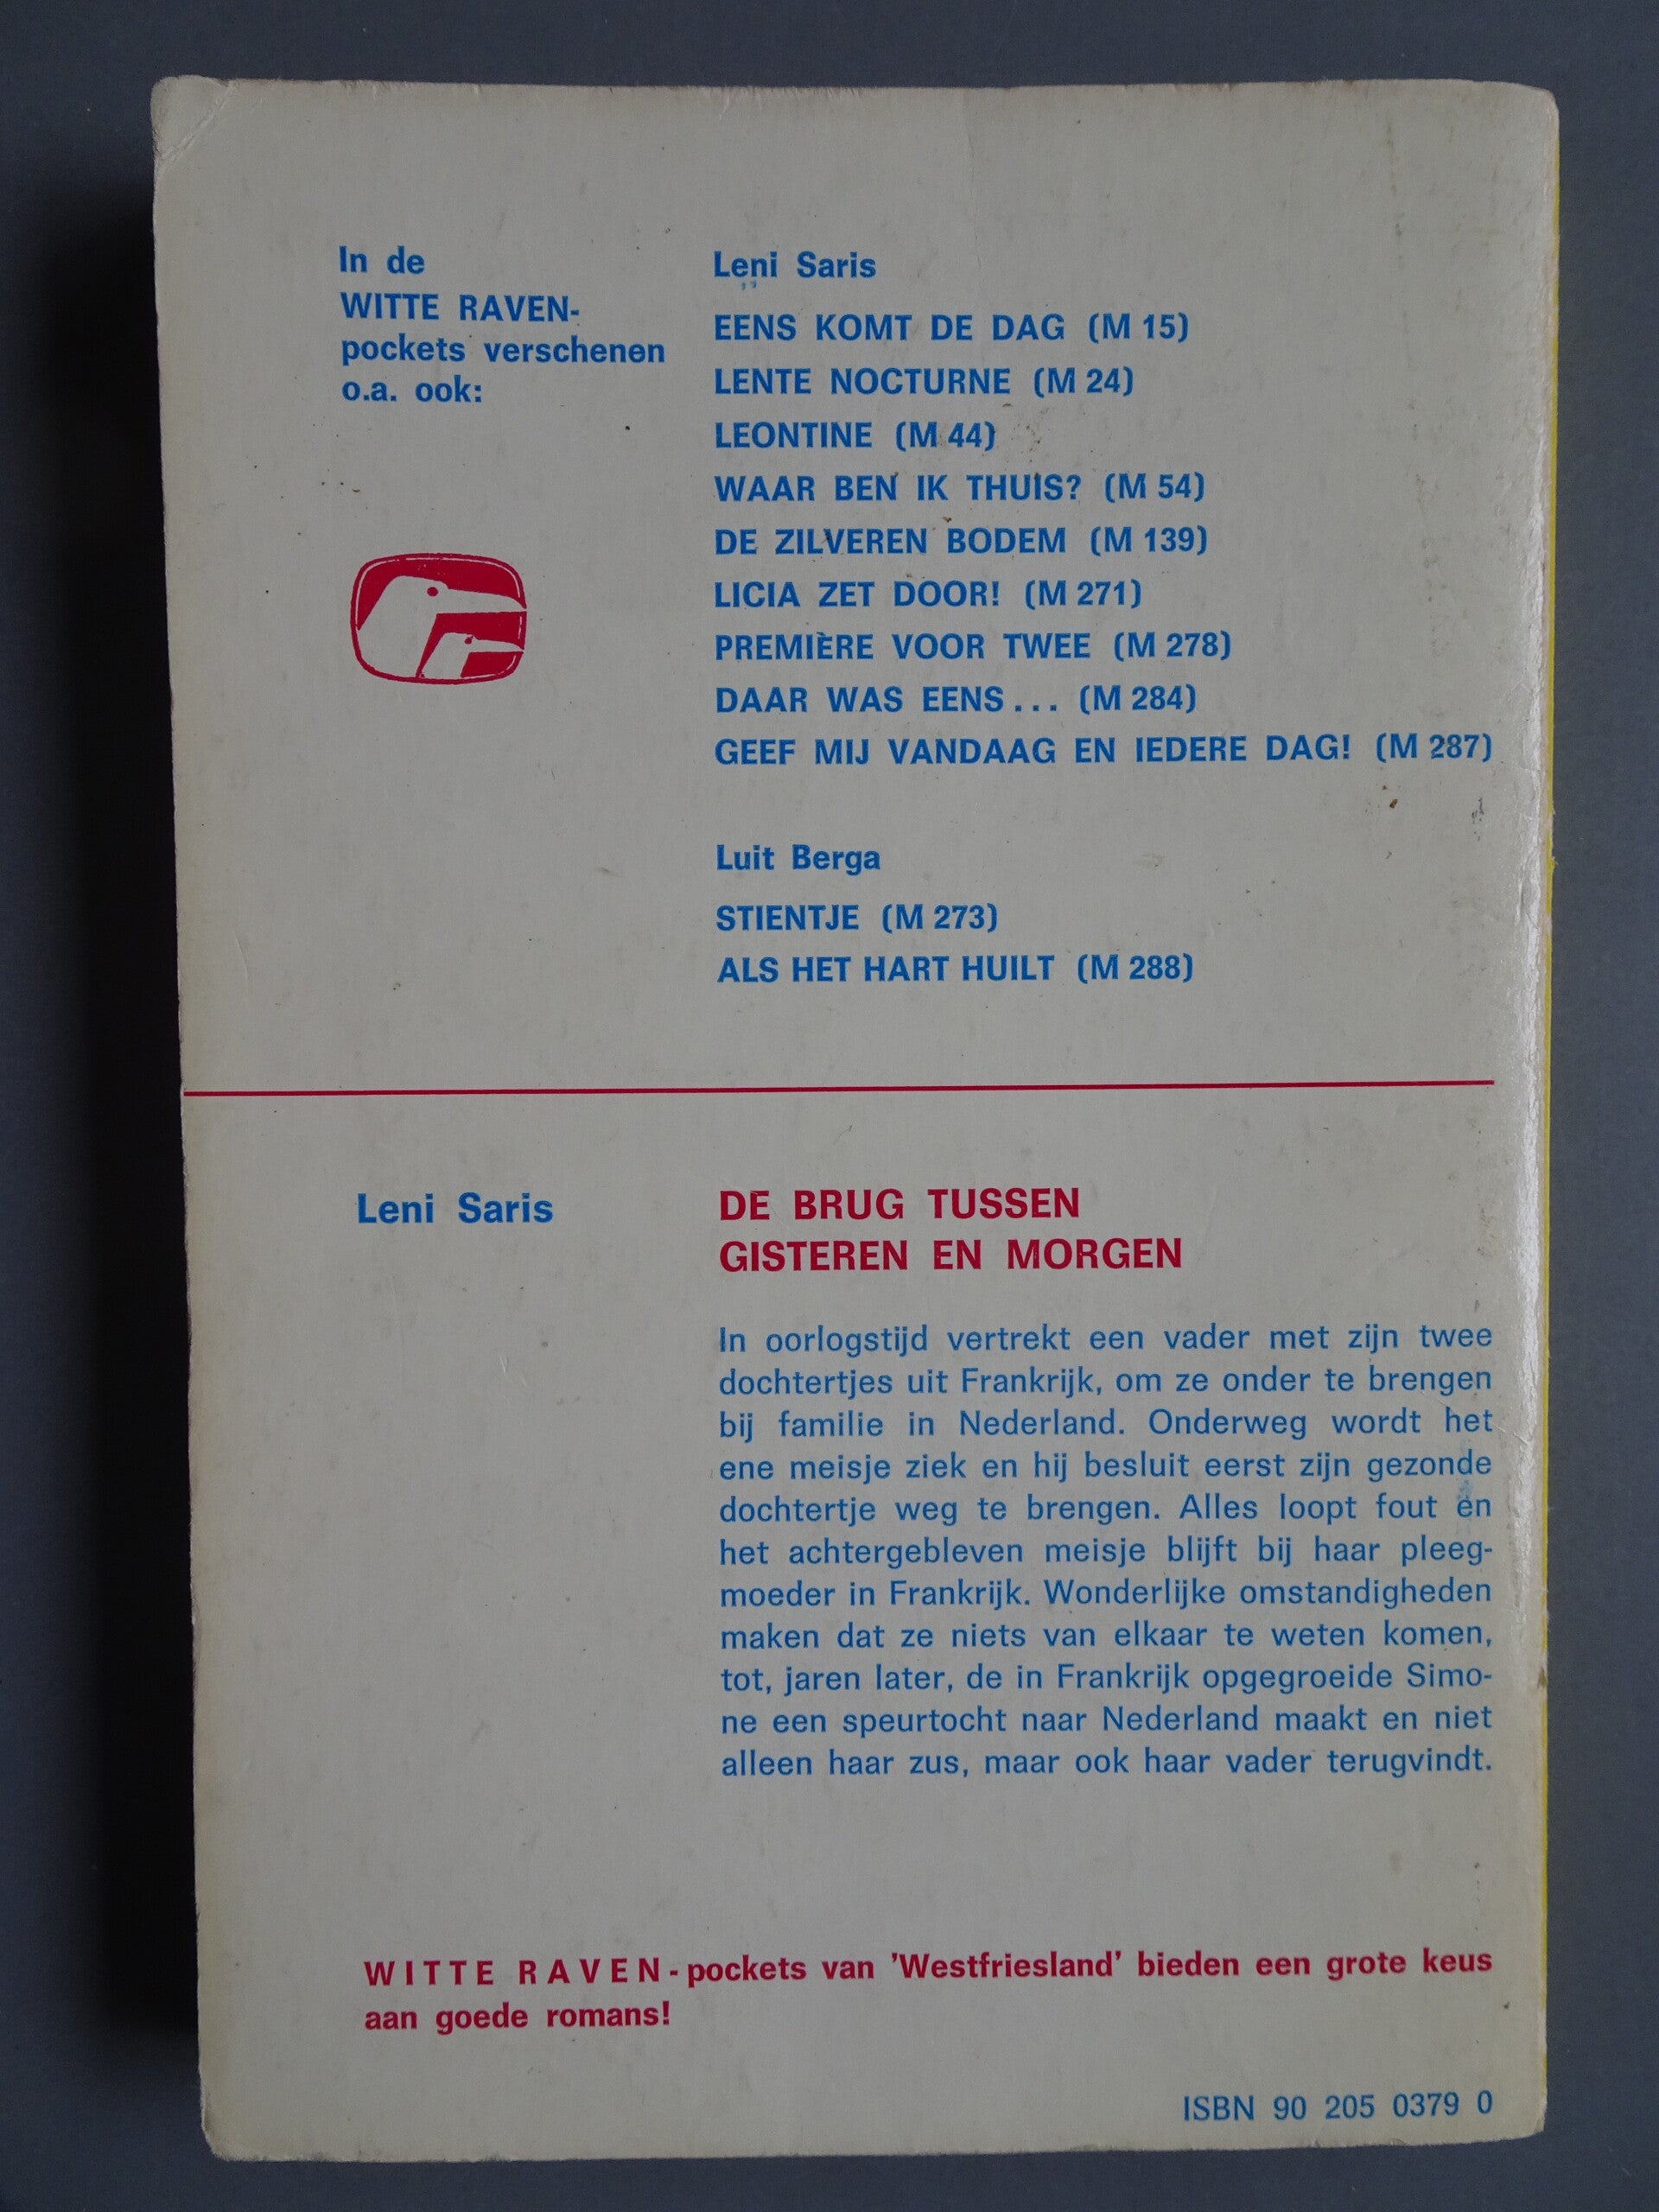 In de
WITTE RAVEN-
pockets verschenen
o.a. ook:
Leni Saris
EENS KOMT DE DAG (M 15)
LENTE NOCTURNE (M 24)
LEONTINE (M 44)
WAAR BEN IK THUIS? (M 54)
DE ZILVEREN BODEM (M 139)
LICIA ZET DOOR! (M 271)
PREMIÈRE VOOR TWEE (M 278)
DAAR WAS EENS... (M 284)
GEEF MIJ VANDAAG EN IEDERE DAG! (M 287)
Luit Berga
STIENTJE (M 273)
ALS HET HART HUILT (M 288)
Leni Saris
DE BRUG TUSSEN
GISTEREN EN MORGEN
In oorlogstijd vertrekt een vader met zijn twee
dochtertjes uit Frankrijk, om ze onder te brengen
bij familie in Nederland. Onderweg wordt het
ene meisje ziek en hij besluit eerst zijn gezonde
dochtertje weg te brengen. Alles loopt fout en
het achtergebleven meisje blijft bij haar pleeg-
moeder in Frankrijk. Wonderlijke omstandigheden
maken dat ze niets van elkaar te weten komen,
tot, jaren later, de in Frankrijk opgegroeide Simo-
ne een speurtocht naar Nederland maakt en niet
alleen haar zus, maar ook haar vader terugvindt.
WITTE RAVEN-pockets van 'Westfriesland' bieden een grote keus
aan goede romans!
ISBN 90 205 0379 0